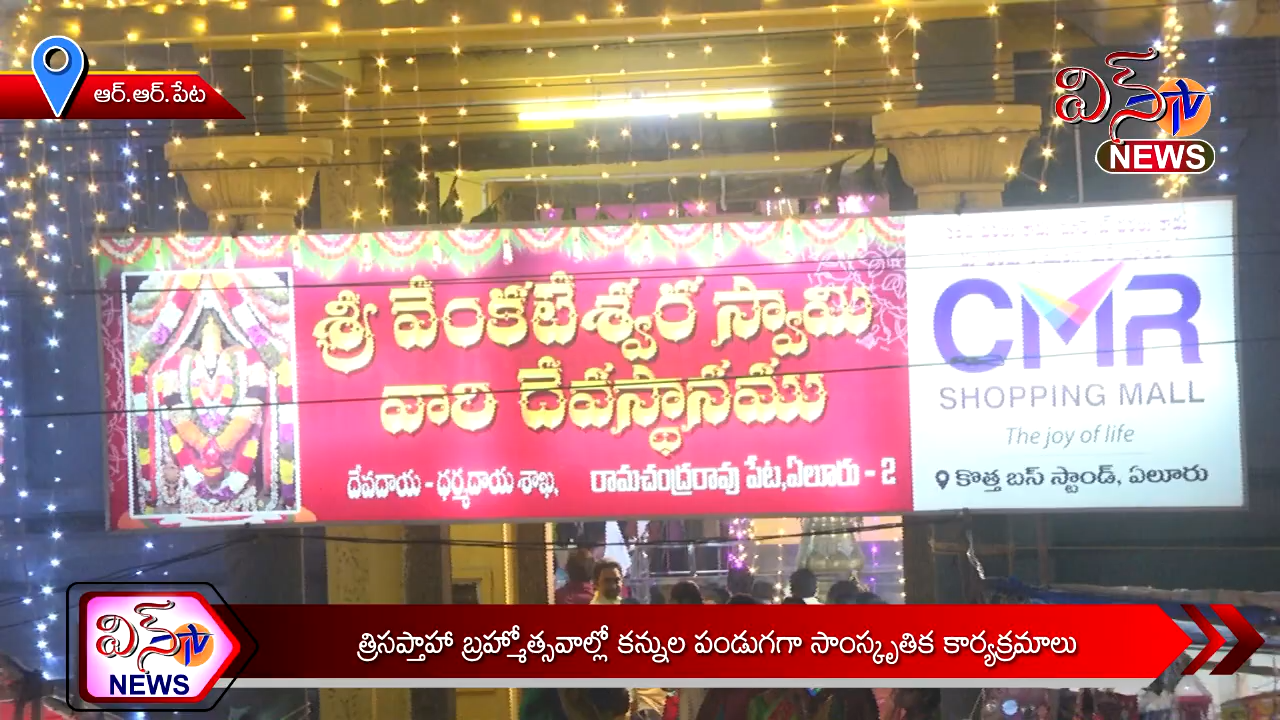 ఆర్.ఆర్.పేట
విన్ TV
NEWS
శ్రీ వేంకటేశ్వర స్వామి
వారి దేవస్థానము
దేవదాయ - ధర్మదాయ శాఖ, రామచంద్రరావు పేట, ఏలూరు - 2
CMR
SHOPPING MALL
The joy of life
కొత్త బస్ స్టాండ్, ఏలూరు
విన్ TV
NEWS
త్రిసప్తాహా బ్రహ్మోత్సవాల్లో కన్నుల పండుగగా సాంస్కృతిక కార్యక్రమాలు